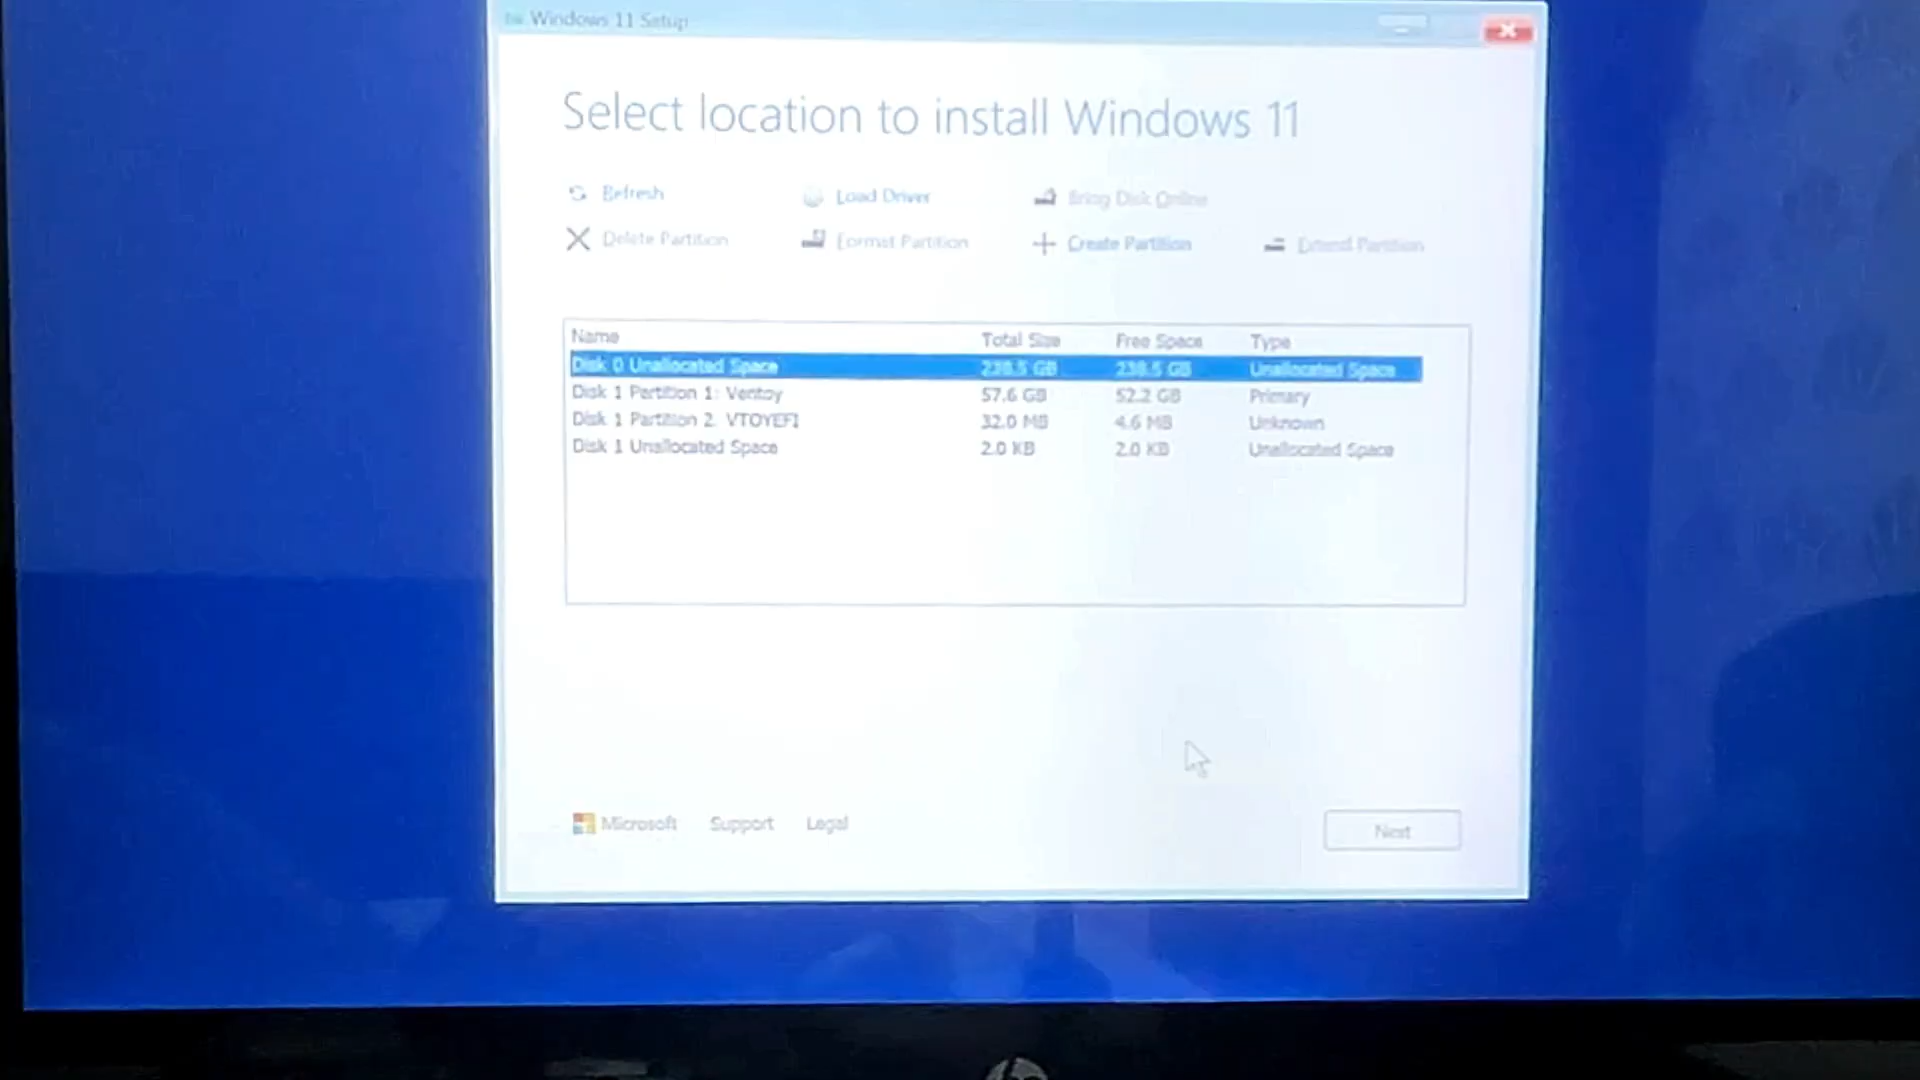 Windows 11 Setup
Select location to install Windows 11
Refresh Load Driver Bring Disk Online
Delete Partition Format Partition Create Partition Extend Partition
Name Total Size Free Space Type
Disk 0 Unallocated Space 238.5 GB 238.5 GB Unallocated Space
Disk 1 Partition 1: Ventoy 57.6 GB 52.2 GB Primary
Disk 1 Partition 2: VTOYEFI 32.0 MB 4.6 MB Unknown
Disk 1 Unallocated Space 2.0 KB 2.0 KB Unallocated Space
Microsoft Support Legal Next
hp